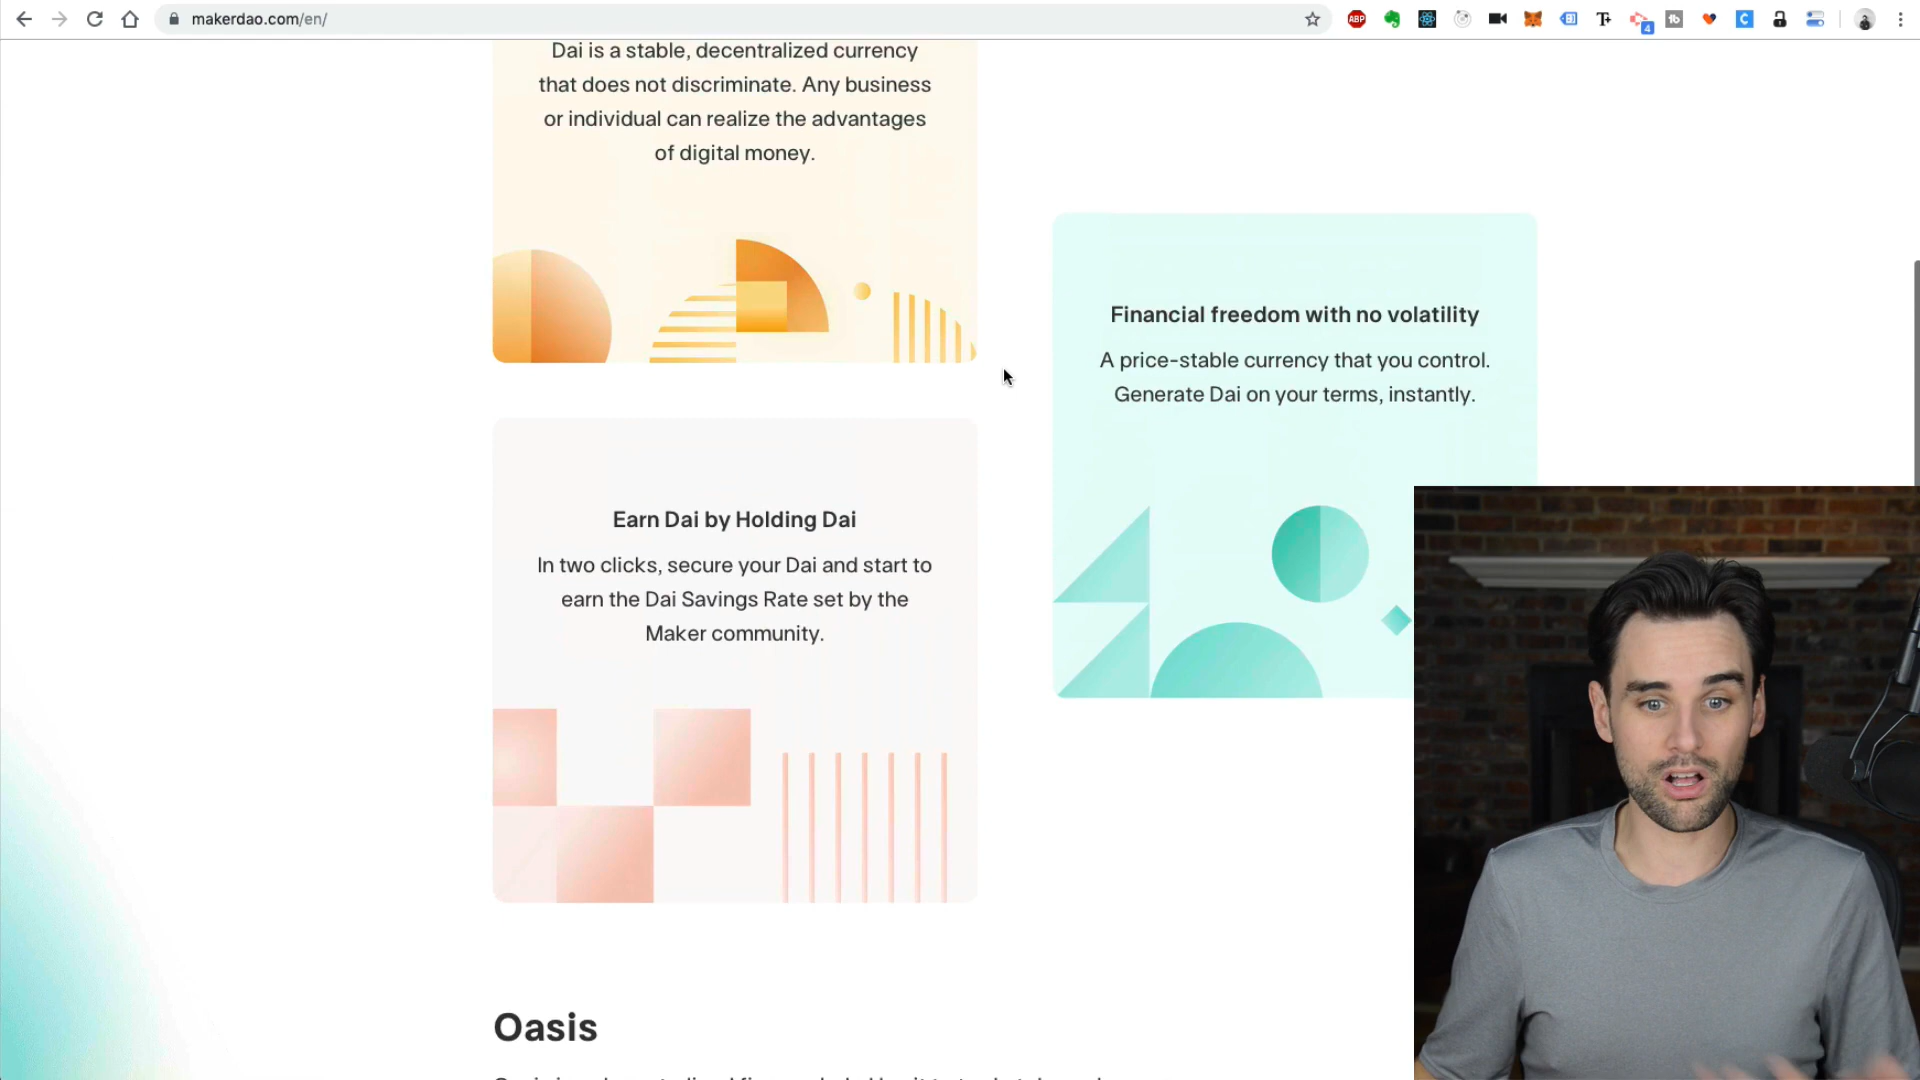 makerdao.com/en/
ABP
4
Dai is a stable, decentralized currency
that does not discriminate. Any business
or individual can realize the advantages
of digital money.
Financial freedom with no volatility
A price-stable currency that you control.
Generate Dai on your terms, instantly.
Earn Dai by Holding Dai
In two clicks, secure your Dai and start to
earn the Dai Savings Rate set by the
Maker community.
Oasis